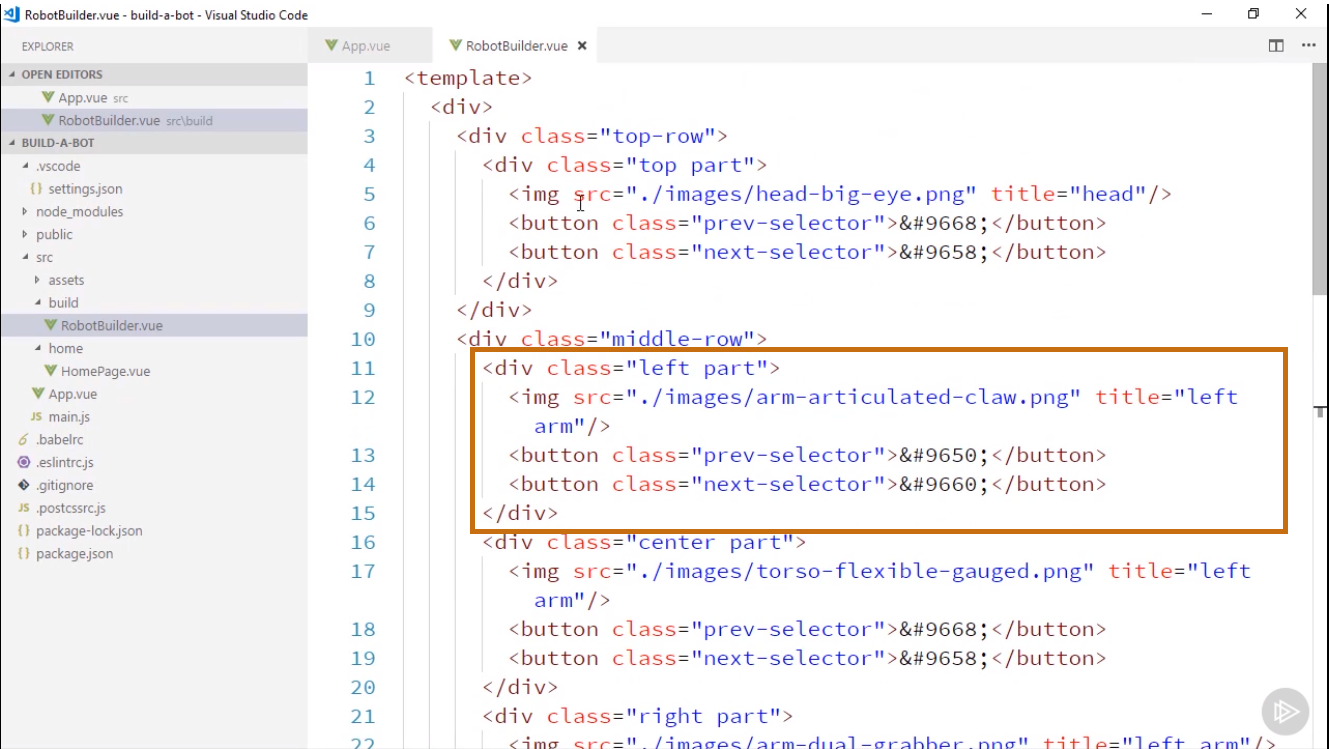 RobotBuilder.vue - build-a-bot - Visual Studio Code
EXPLORER
OPEN EDITORS
App.vue src
RobotBuilder.vue src\build
BUILD-A-BOT
.vscode
{} settings.json
node_modules
public
src
assets
build
RobotBuilder.vue
home
HomePage.vue
App.vue
JS main.js
.babelrc
.eslintrc.js
.gitignore
JS .postcssrc.js
{} package-lock.json
{} package.json
App.vue
RobotBuilder.vue
1 <template>
2 <div>
3 <div class="top-row">
4 <div class="top part">
5 <img src="./images/head-big-eye.png" title="head"/>
6 <button class="prev-selector">&#9668;</button>
7 <button class="next-selector">&#9658;</button>
8 </div>
9 </div>
10 <div class="middle-row">
11 <div class="left part">
12 <img src="./images/arm-articulated-claw.png" title="left
arm"/>
13 <button class="prev-selector">&#9650;</button>
14 <button class="next-selector">&#9660;</button>
15 </div>
16 <div class="center part">
17 <img src="./images/torso-flexible-gauged.png" title="left
arm"/>
18 <button class="prev-selector">&#9668;</button>
19 <button class="next-selector">&#9658;</button>
20 </div>
21 <div class="right part">
22 <img src="./images/arm-dual-grabber.png" title="left arm"/>